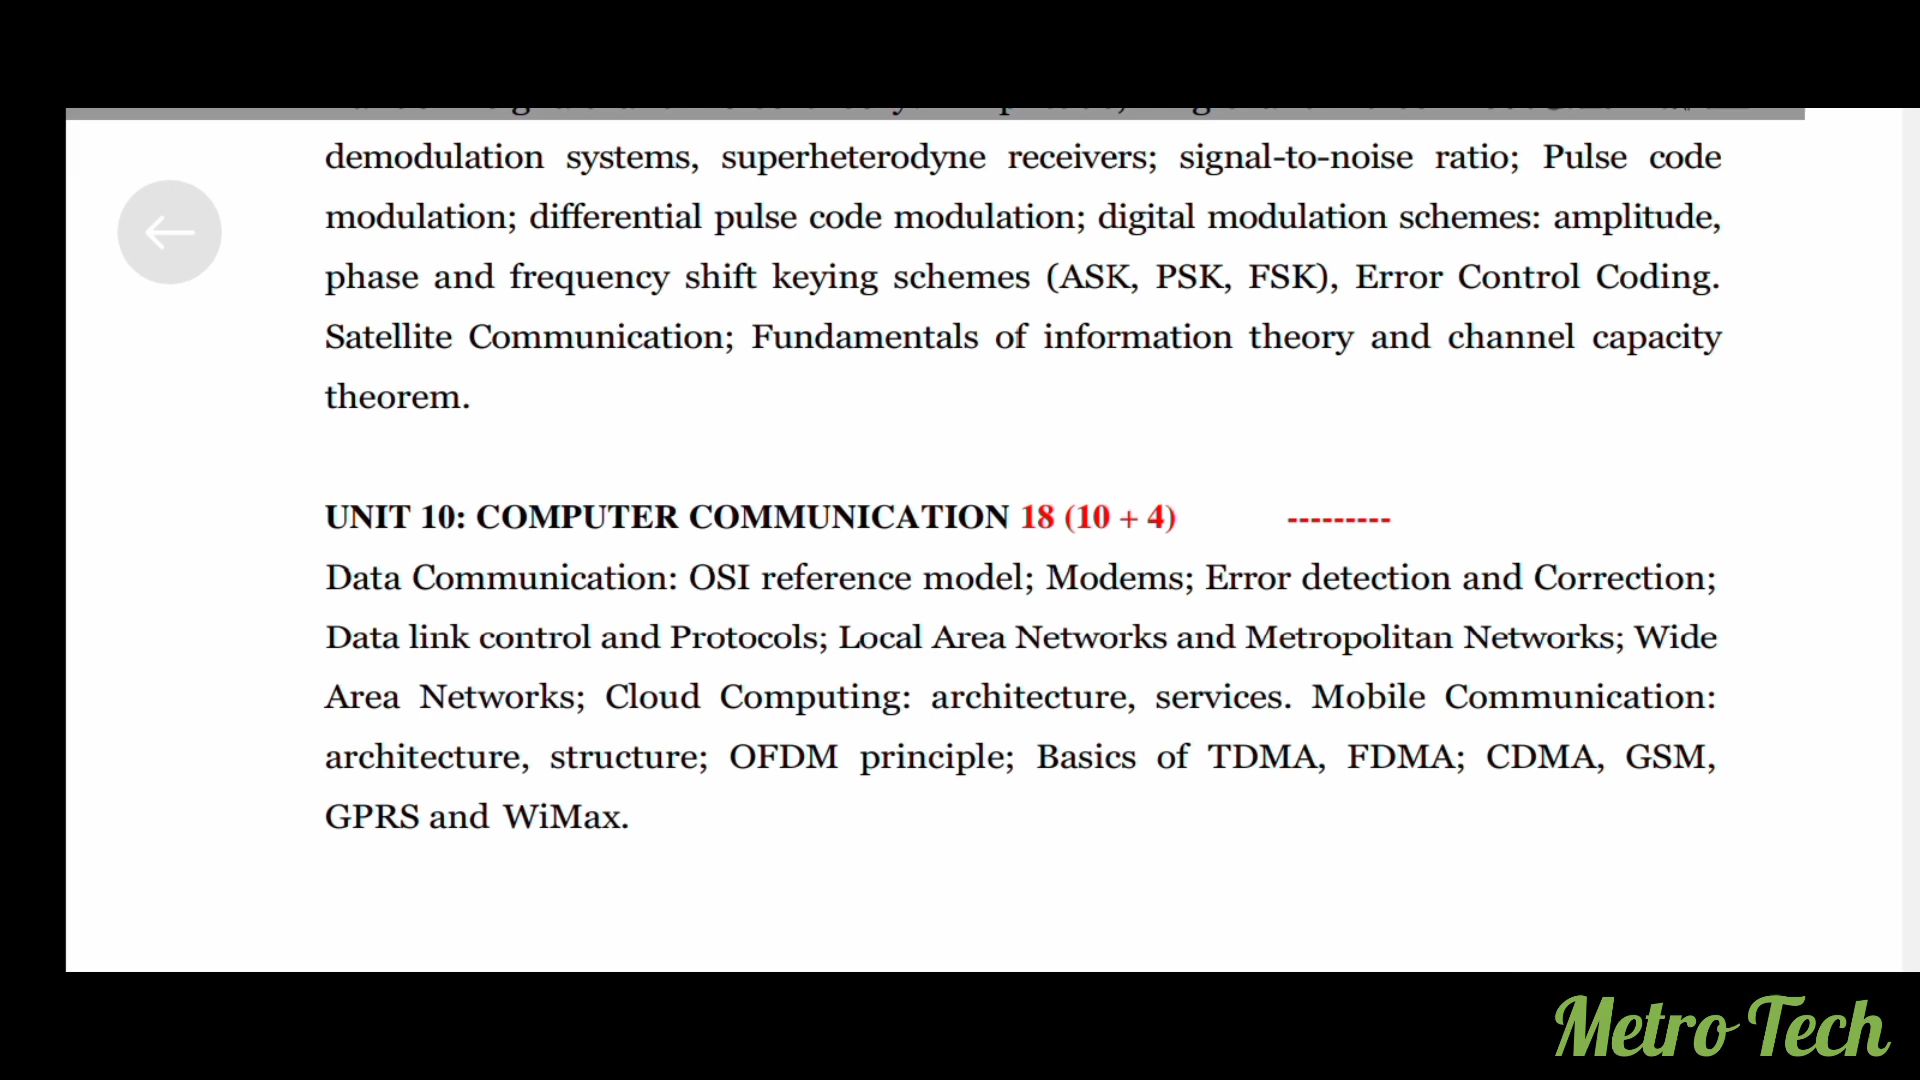 demodulation systems, superheterodyne receivers; signal-to-noise ratio; Pulse code
modulation; differential pulse code modulation; digital modulation schemes: amplitude,
phase and frequency shift keying schemes (ASK, PSK, FSK), Error Control Coding.
Satellite Communication; Fundamentals of information theory and channel capacity
theorem.
UNIT 10: COMPUTER COMMUNICATION 18 (10 + 4) ---------
Data Communication: OSI reference model; Modems; Error detection and Correction;
Data link control and Protocols; Local Area Networks and Metropolitan Networks; Wide
Area Networks; Cloud Computing: architecture, services. Mobile Communication:
architecture, structure; OFDM principle; Basics of TDMA, FDMA; CDMA, GSM,
GPRS and WiMax.
Metro Tech